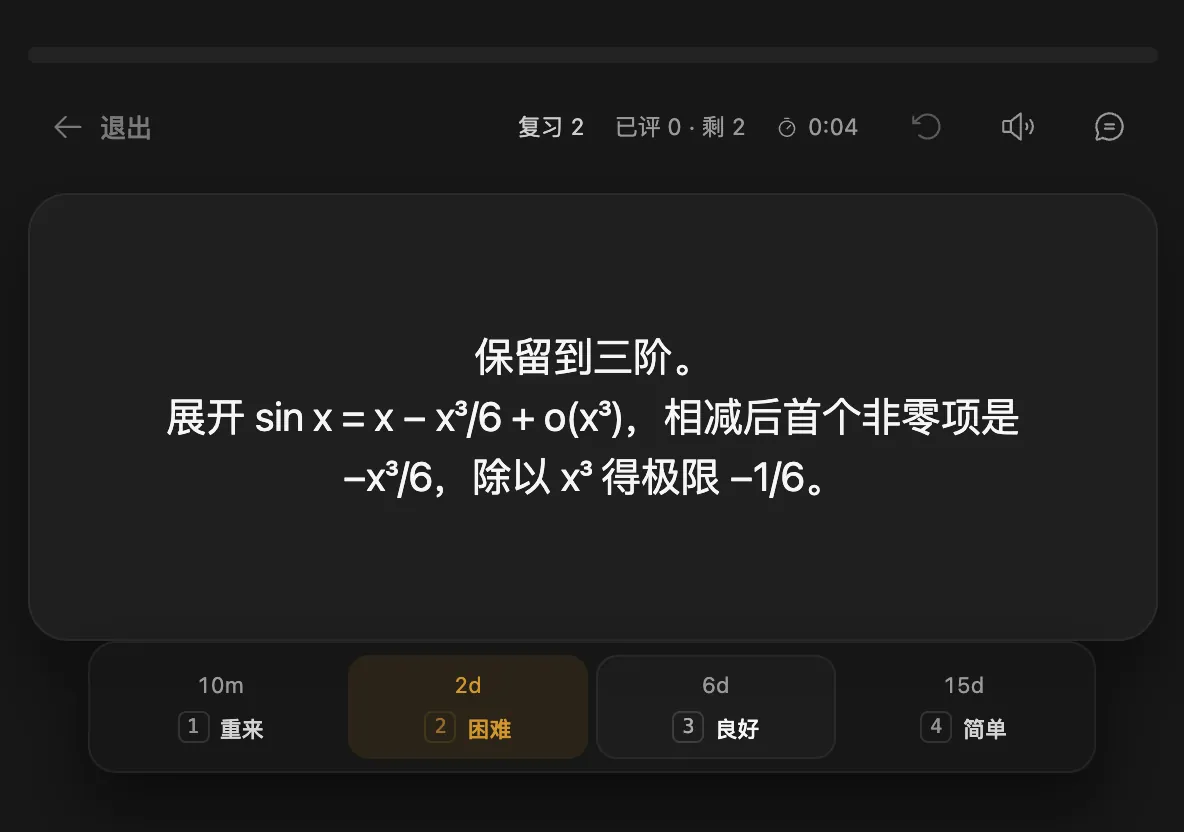 退出
复习 2 已评 0 · 剩 2 0:04
保留到三阶。
展开 sin x = x − x³/6 + o(x³)，相减后首个非零项是
−x³/6，除以 x³ 得极限 −1/6。
10m 2d 6d 15d
1 重来 2 困难 3 良好 4 简单